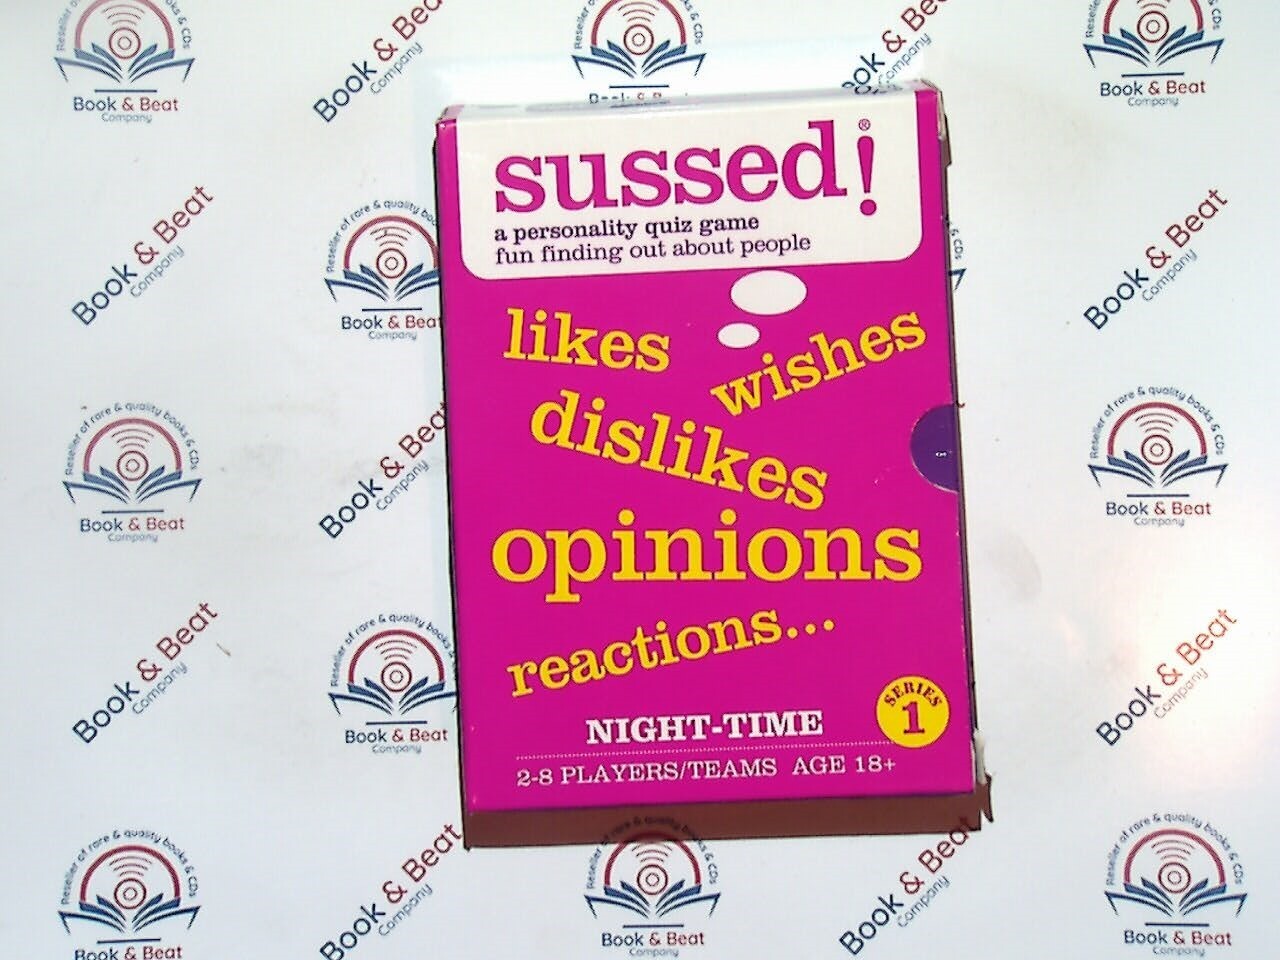 sussed!®
a personality quiz game
fun finding out about people
likes
wishes
dislikes
opinions
reactions...
NIGHT-TIME
SERIES
1
2-8 PLAYERS/TEAMS AGE 18+
Reseller of rare & quality books & CDs
Book & Beat
Company